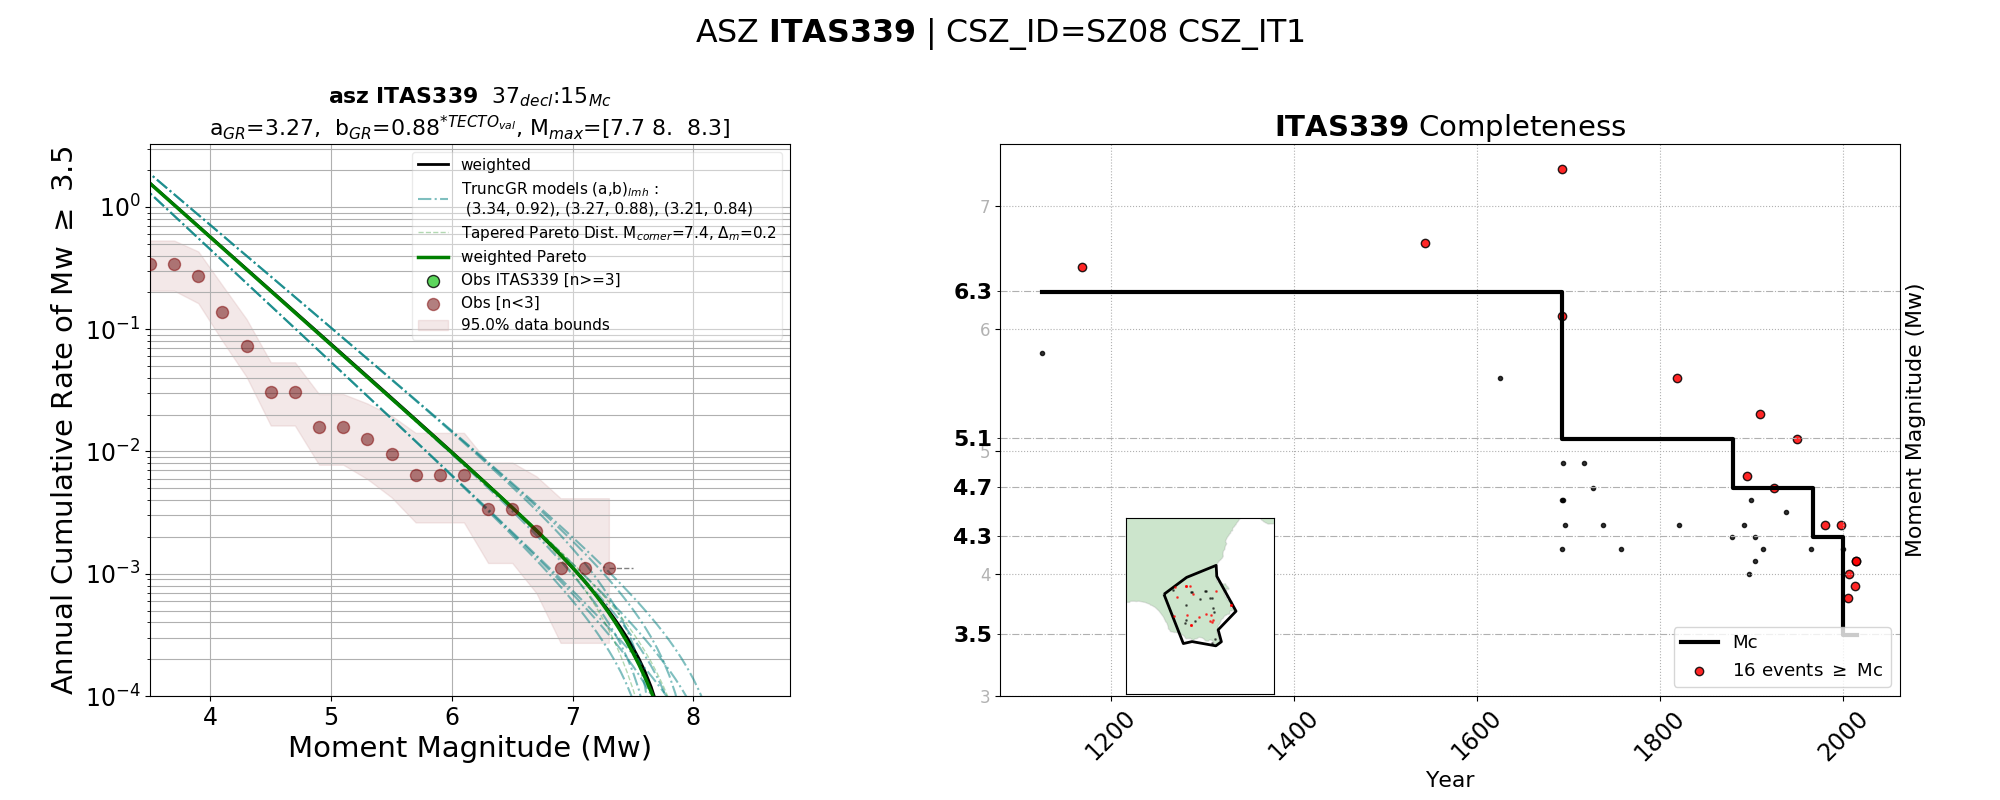 ASZ ITAS339 | CSZ_ID=SZ08 CSZ_IT1
asz ITAS339 37decl:15Mc
aGR=3.27, bGR=0.88*TECTOval, Mmax=[7.7 8. 8.3]
Annual Cumulative Rate of Mw ≥ 3.5
10^0
10^−1
10^−2
10^−3
10^−4
weighted
TruncGR models (a,b)lmh :
(3.34, 0.92), (3.27, 0.88), (3.21, 0.84)
Tapered Pareto Dist. Mcorner=7.4, Δm=0.2
weighted Pareto
Obs ITAS339 [n>=3]
Obs [n<3]
95.0% data bounds
4 5 6 7 8
Moment Magnitude (Mw)
ITAS339 Completeness
7
6.3
6
5.1
5
4.7
4.3
4
3.5
3
Mc
16 events ≥ Mc
1200 1400 1600 1800 2000
Year
Moment Magnitude (Mw)